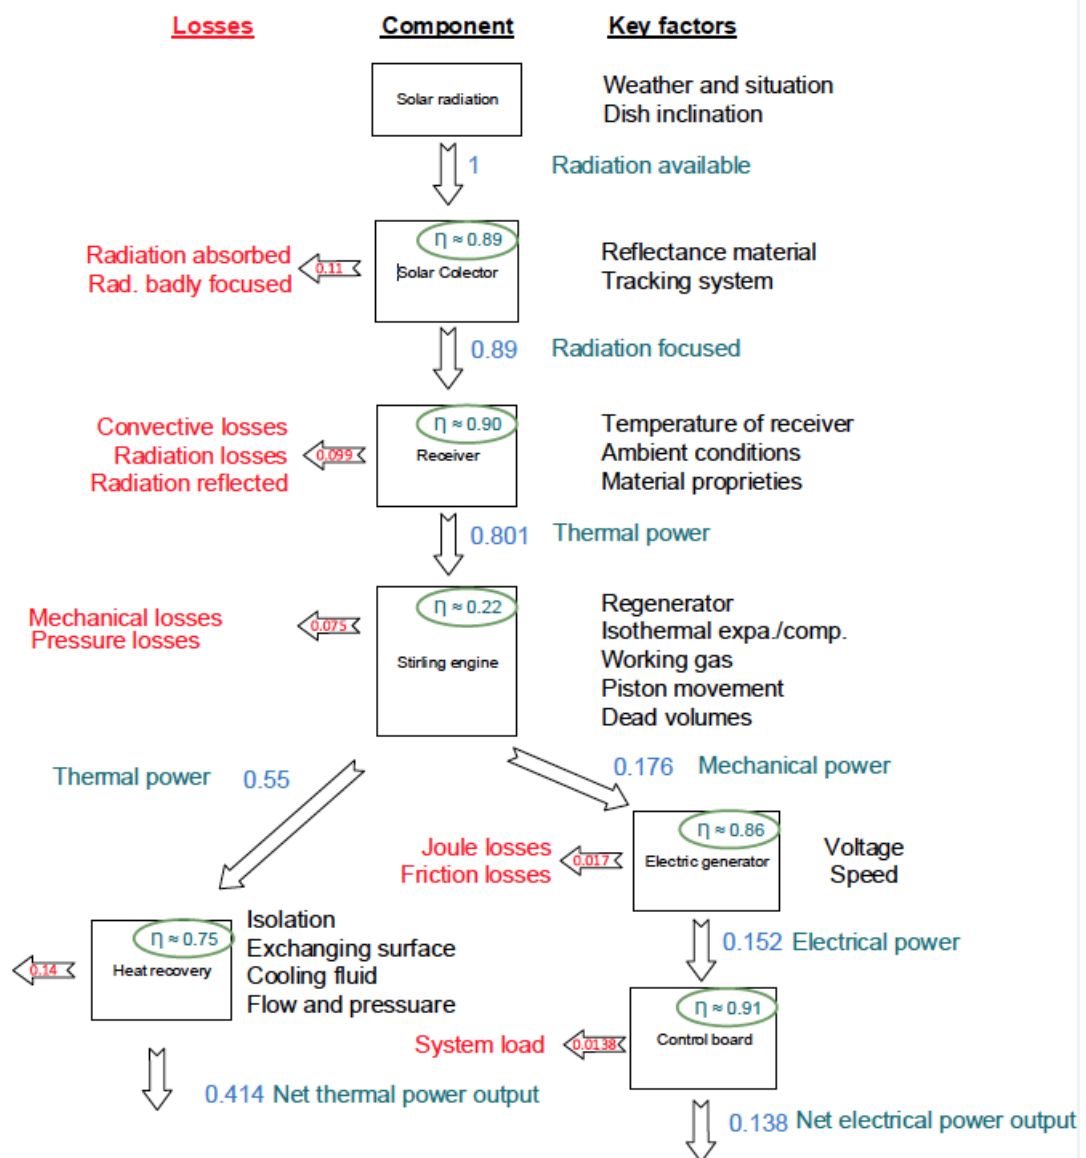 Losses
Component
Key factors
Solar radiation
Weather and situation
Dish inclination
1
Radiation available
Radiation absorbed
Rad. badly focused
0.11
η ≈ 0.89
Solar Colector
Reflectance material
Tracking system
0.89
Radiation focused
Convective losses
Radiation losses
Radiation reflected
0.099
η ≈ 0.90
Receiver
Temperature of receiver
Ambient conditions
Material proprieties
0.801
Thermal power
Mechanical losses
Pressure losses
0.075
η ≈ 0.22
Stirling engine
Regenerator
Isothermal expa./comp.
Working gas
Piston movement
Dead volumes
Thermal power
0.55
0.176
Mechanical power
Joule losses
Friction losses
0.017
η ≈ 0.86
Electric generator
Voltage
Speed
0.14
η ≈ 0.75
Heat recovery
Isolation
Exchanging surface
Cooling fluid
Flow and pressuare
0.152
Electrical power
System load
0.0138
η ≈ 0.91
Control board
0.414
Net thermal power output
0.138
Net electrical power output